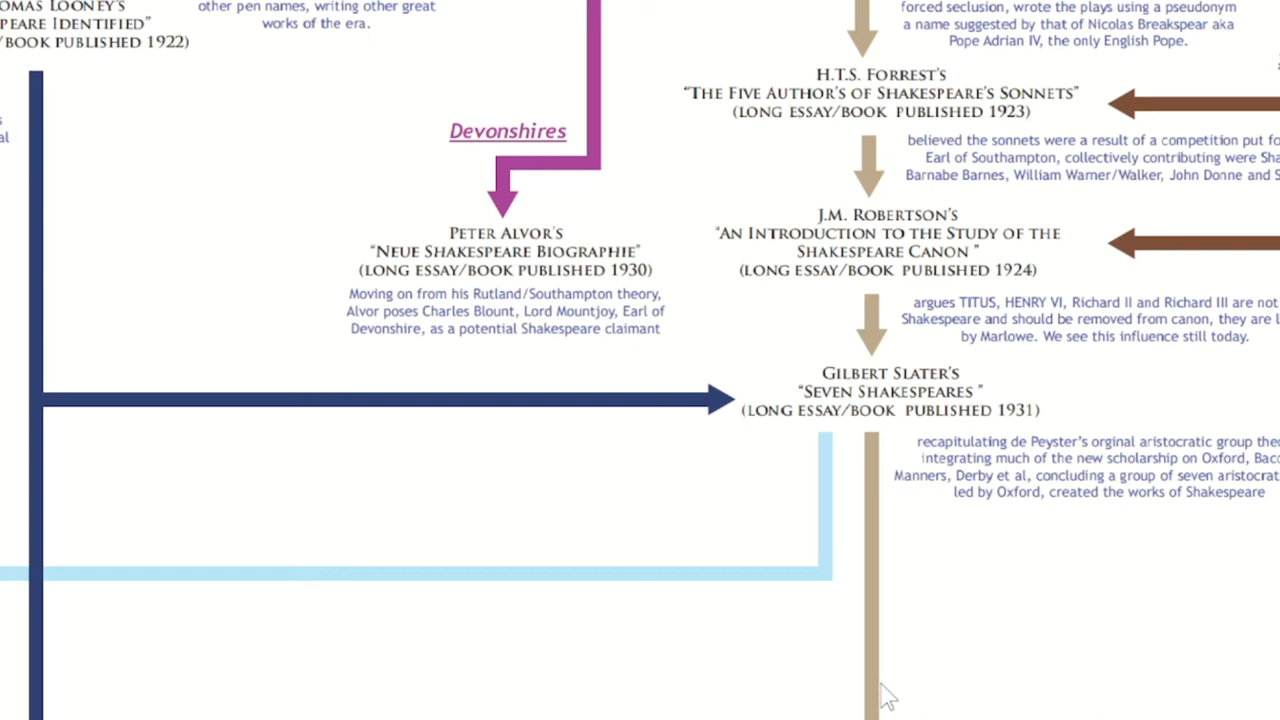 OMAS LOONEY'S
PEARE IDENTIFIED"
/BOOK PUBLISHED 1922)
other pen names, writing other great
works of the era.
forced seclusion, wrote the plays using a pseudonym
a name suggested by that of Nicolas Breakspear aka
Pope Adrian IV, the only English Pope.
H.T.S. FORREST'S
"THE FIVE AUTHOR'S OF SHAKESPEARE'S SONNETS"
(LONG ESSAY/BOOK PUBLISHED 1923)
believed the sonnets were a result of a competition put fo
Earl of Southampton, collectively contributing were Sha
Barnabe Barnes, William Warner/Walker, John Donne and S
s
al
Devonshires
PETER ALVOR'S
"NEUE SHAKESPEARE BIOGRAPHIE"
(LONG ESSAY/BOOK PUBLISHED 1930)
Moving on from his Rutland/Southampton theory,
Alvor poses Charles Blount, Lord Mountjoy, Earl of
Devonshire, as a potential Shakespeare claimant
J.M. ROBERTSON'S
"AN INTRODUCTION TO THE STUDY OF THE
SHAKESPEARE CANON "
(LONG ESSAY/BOOK PUBLISHED 1924)
argues TITUS, HENRY VI, Richard II and Richard III are not
Shakespeare and should be removed from canon, they are l
by Marlowe. We see this influence still today.
GILBERT SLATER'S
"SEVEN SHAKESPEARES "
(LONG ESSAY/BOOK PUBLISHED 1931)
recapitulating de Peyster's orginal aristocratic group theo
integrating much of the new scholarship on Oxford, Baco
Manners, Derby et al, concluding a group of seven aristocrat
led by Oxford, created the works of Shakespeare